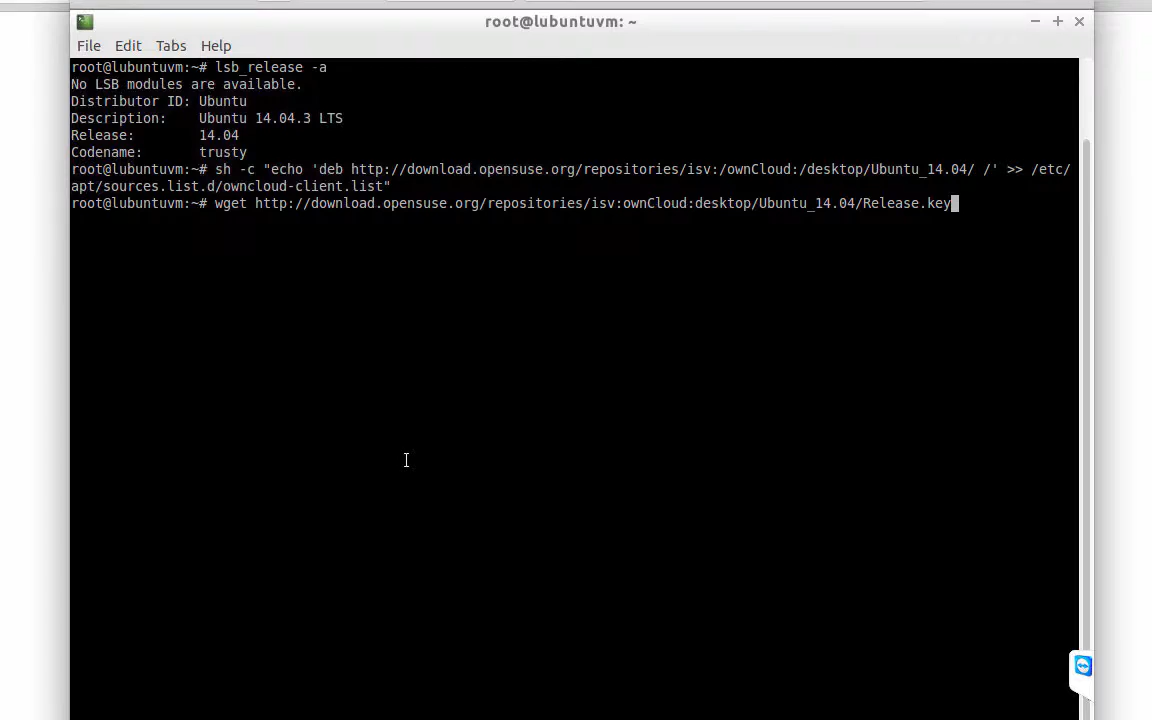 root@lubuntuvm: ~
File Edit Tabs Help
root@lubuntuvm:~# lsb_release -a
No LSB modules are available.
Distributor ID: Ubuntu
Description:    Ubuntu 14.04.3 LTS
Release:        14.04
Codename:       trusty
root@lubuntuvm:~# sh -c "echo 'deb http://download.opensuse.org/repositories/isv:/ownCloud:/desktop/Ubuntu_14.04/ /' >> /etc/
apt/sources.list.d/owncloud-client.list"
root@lubuntuvm:~# wget http://download.opensuse.org/repositories/isv:ownCloud:desktop/Ubuntu_14.04/Release.key